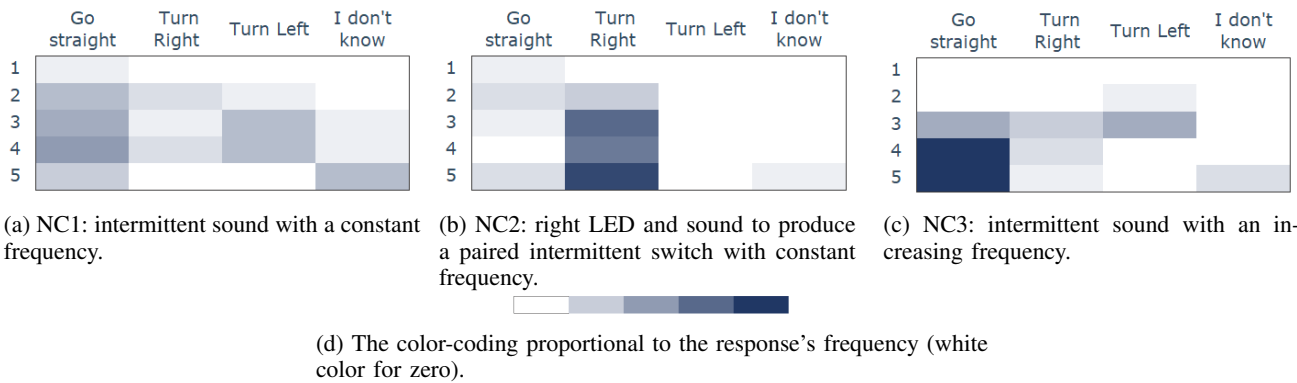 Go straight Turn Right Turn Left I don't know
1
2
3
4
5
Go straight Turn Right Turn Left I don't know
1
2
3
4
5
Go straight Turn Right Turn Left I don't know
1
2
3
4
5
(a) NC1: intermittent sound with a constant
frequency.
(b) NC2: right LED and sound to produce
a paired intermittent switch with constant
frequency.
(c) NC3: intermittent sound with an in-
creasing frequency.
(d) The color-coding proportional to the response's frequency (white
color for zero).